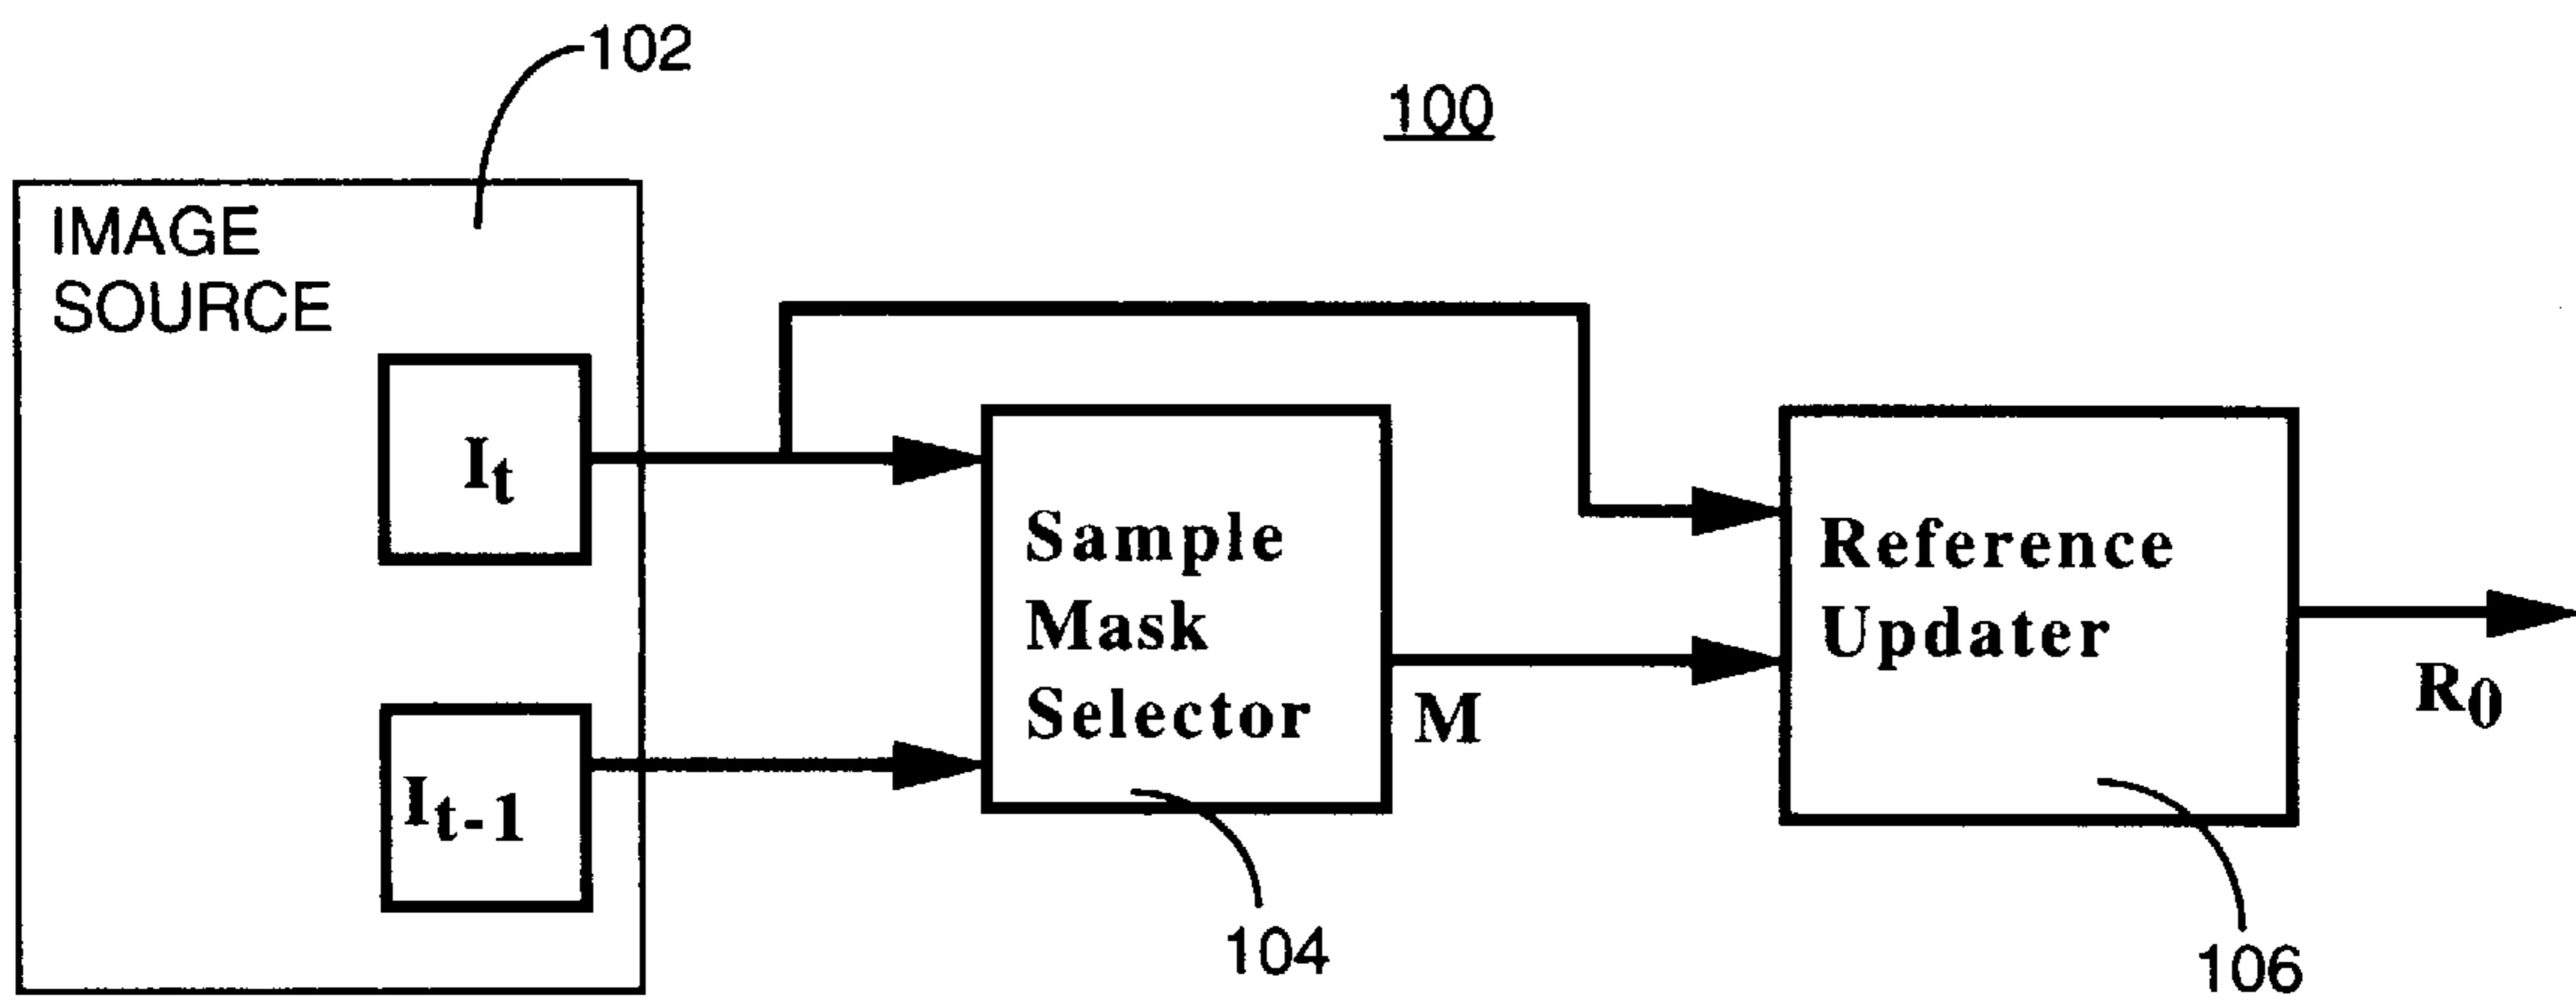 102
100
IMAGE
SOURCE
It
It-1
Sample
Mask
Selector
M
Reference
Updater
R0
104
106